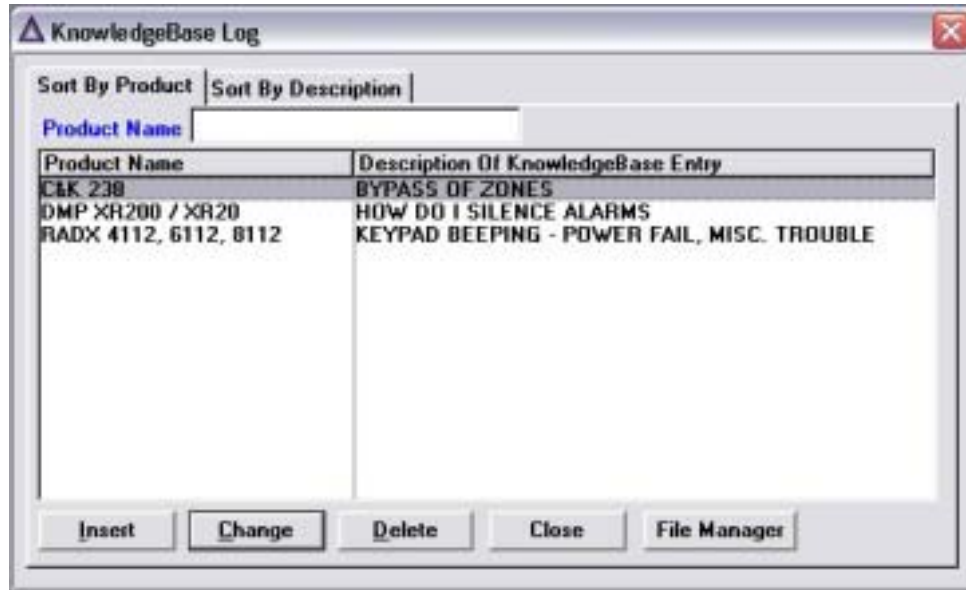 KnowledgeBase Log
Sort By Product Sort By Description
Product Name
Product Name Description Of KnowledgeBase Entry
C&K 238 BYPASS OF ZONES
DMP XR200 / XR20 HOW DO I SILENCE ALARMS
RADX 4112, 6112, 8112 KEYPAD BEEPING - POWER FAIL, MISC. TROUBLE
Insert Change Delete Close File Manager